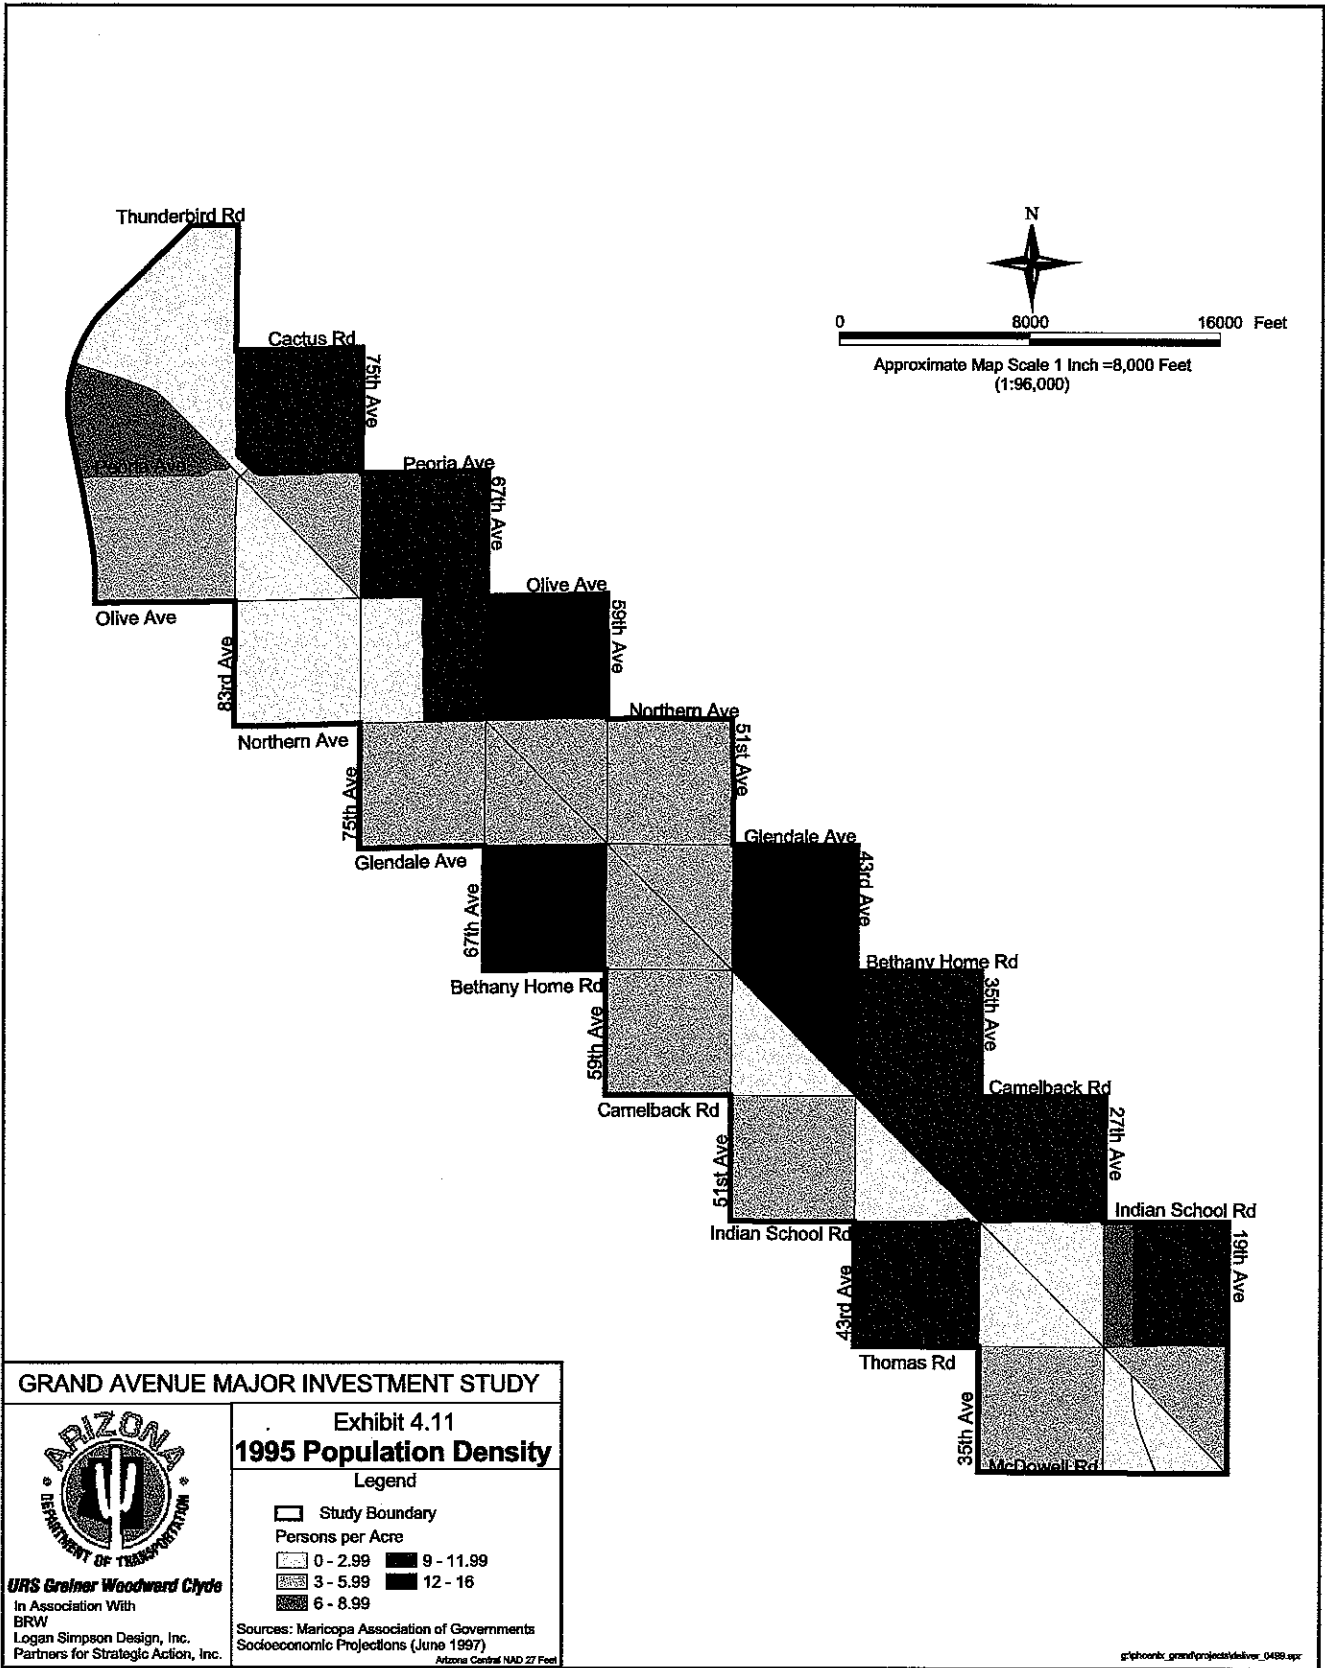 Thunderbird Rd
N
0 8000 16000 Feet
Approximate Map Scale 1 Inch =8,000 Feet
(1:96,000)
Cactus Rd
75th Ave
Peoria Ave
Peoria Ave
67th Ave
Olive Ave
59th Ave
Olive Ave
83rd Ave
Northern Ave
Northern Ave
51st Ave
75th Ave
Glendale Ave
Glendale Ave
43rd Ave
67th Ave
Bethany Home Rd
Bethany Home Rd
35th Ave
59th Ave
Camelback Rd
Camelback Rd
27th Ave
51st Ave
Indian School Rd
Indian School Rd
19th Ave
43rd Ave
Thomas Rd
35th Ave
McDowell Rd
GRAND AVENUE MAJOR INVESTMENT STUDY
ARIZONA
DEPARTMENT OF TRANSPORTATION
URS Greiner Woodward Clyde
In Association With
BRW
Logan Simpson Design, Inc.
Partners for Strategic Action, Inc.
Exhibit 4.11
1995 Population Density
Legend
Study Boundary
Persons per Acre
0 - 2.99 9 - 11.99
3 - 5.99 12 - 16
6 - 8.99
Sources: Maricopa Association of Governments
Socioeconomic Projections (June 1997)
Arizona Central NAD 27 Feet
g:\phoenix_grand\projects\deliver_0499.apr